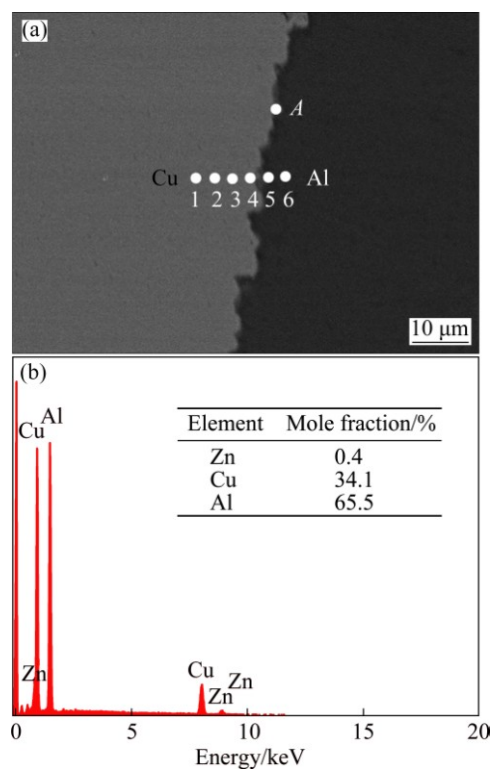 (a)
A
Cu Al
1 2 3 4 5 6
10 μm
(b)
Cu Al
Element Mole fraction/%
Zn 0.4
Cu 34.1
Al 65.5
Zn
Cu
Zn Zn
0 5 10 15 20
Energy/keV